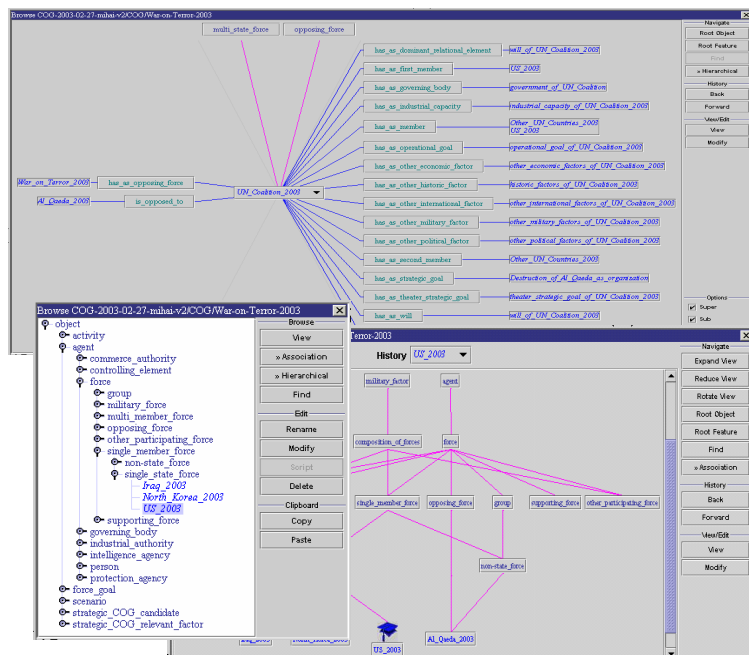 Browse COG-2003-02-27-mihai-v2/COG/War-on-Terror-2003
multi_state_force
opposing_force
War_on_Terror_2003
has_as_opposing_force
Al_Qaeda_2003
is_opposed_to
UN_Coalition_2003
has_as_dominant_relational_element will_of_UN_Coalition_2003
has_as_first_member US_2003
has_as_governing_body government_of_UN_Coalition
has_as_industrial_capacity industrial_capacity_of_UN_Coalition_2003
has_as_member Other_UN_Countries_2003
US_2003
has_as_operational_goal operational_goal_of_UN_Coalition_2003
has_as_other_economic_factor other_economic_factors_of_UN_Coalition_2003
has_as_other_historic_factor historic_factors_of_UN_Coalition_2003
has_as_other_international_factor other_international_factors_of_UN_Coalition_2003
has_as_other_military_factor other_military_factors_of_UN_Coalition_2003
has_as_other_political_factor other_political_factors_of_UN_Coalition_2003
has_as_second_member Other_UN_Countries_2003
has_as_strategic_goal Destruction_of_Al_Qaeda_as_organization
has_as_theater_strategic_goal theater_strategic_goal_of_UN_Coalition_2003
has_as_will will_of_UN_Coalition_2003
Navigate
Root Object
Root Feature
Find
» Hierarchical
History
Back
Forward
View/Edit
View
Modify
Options
Super
Sub
Browse COG-2003-02-27-mihai-v2/COG/War-on-Terror-2003
object
activity
agent
commerce_authority
controlling_element
force
group
military_force
multi_member_force
opposing_force
other_participating_force
single_member_force
non-state_force
single_state_force
Iraq_2003
North_Korea_2003
US_2003
supporting_force
governing_body
industrial_authority
intelligence_agency
person
protection_agency
force_goal
scenario
strategic_COG_candidate
strategic_COG_relevant_factor
Browse
View
» Association
» Hierarchical
Find
Edit
Rename
Modify
Script
Delete
Clipboard
Copy
Paste
Terror-2003
History US_2003
military_factor
agent
composition_of_forces
force
single_member_force
opposing_force
group
supporting_force
other_participating_force
non-state_force
US_2003
Al_Qaeda_2003
Navigate
Expand View
Reduce View
Rotate View
Root Object
Root Feature
Find
» Association
History
Back
Forward
View/Edit
View
Modify